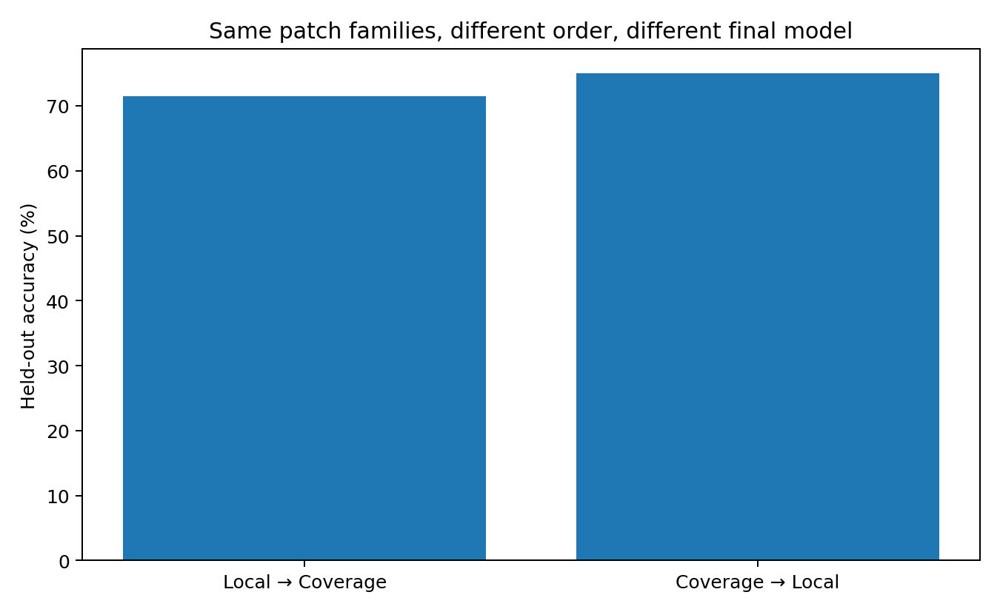 Same patch families, different order, different final model
Held-out accuracy (%)
70
60
50
40
30
20
10
0
Local → Coverage
Coverage → Local